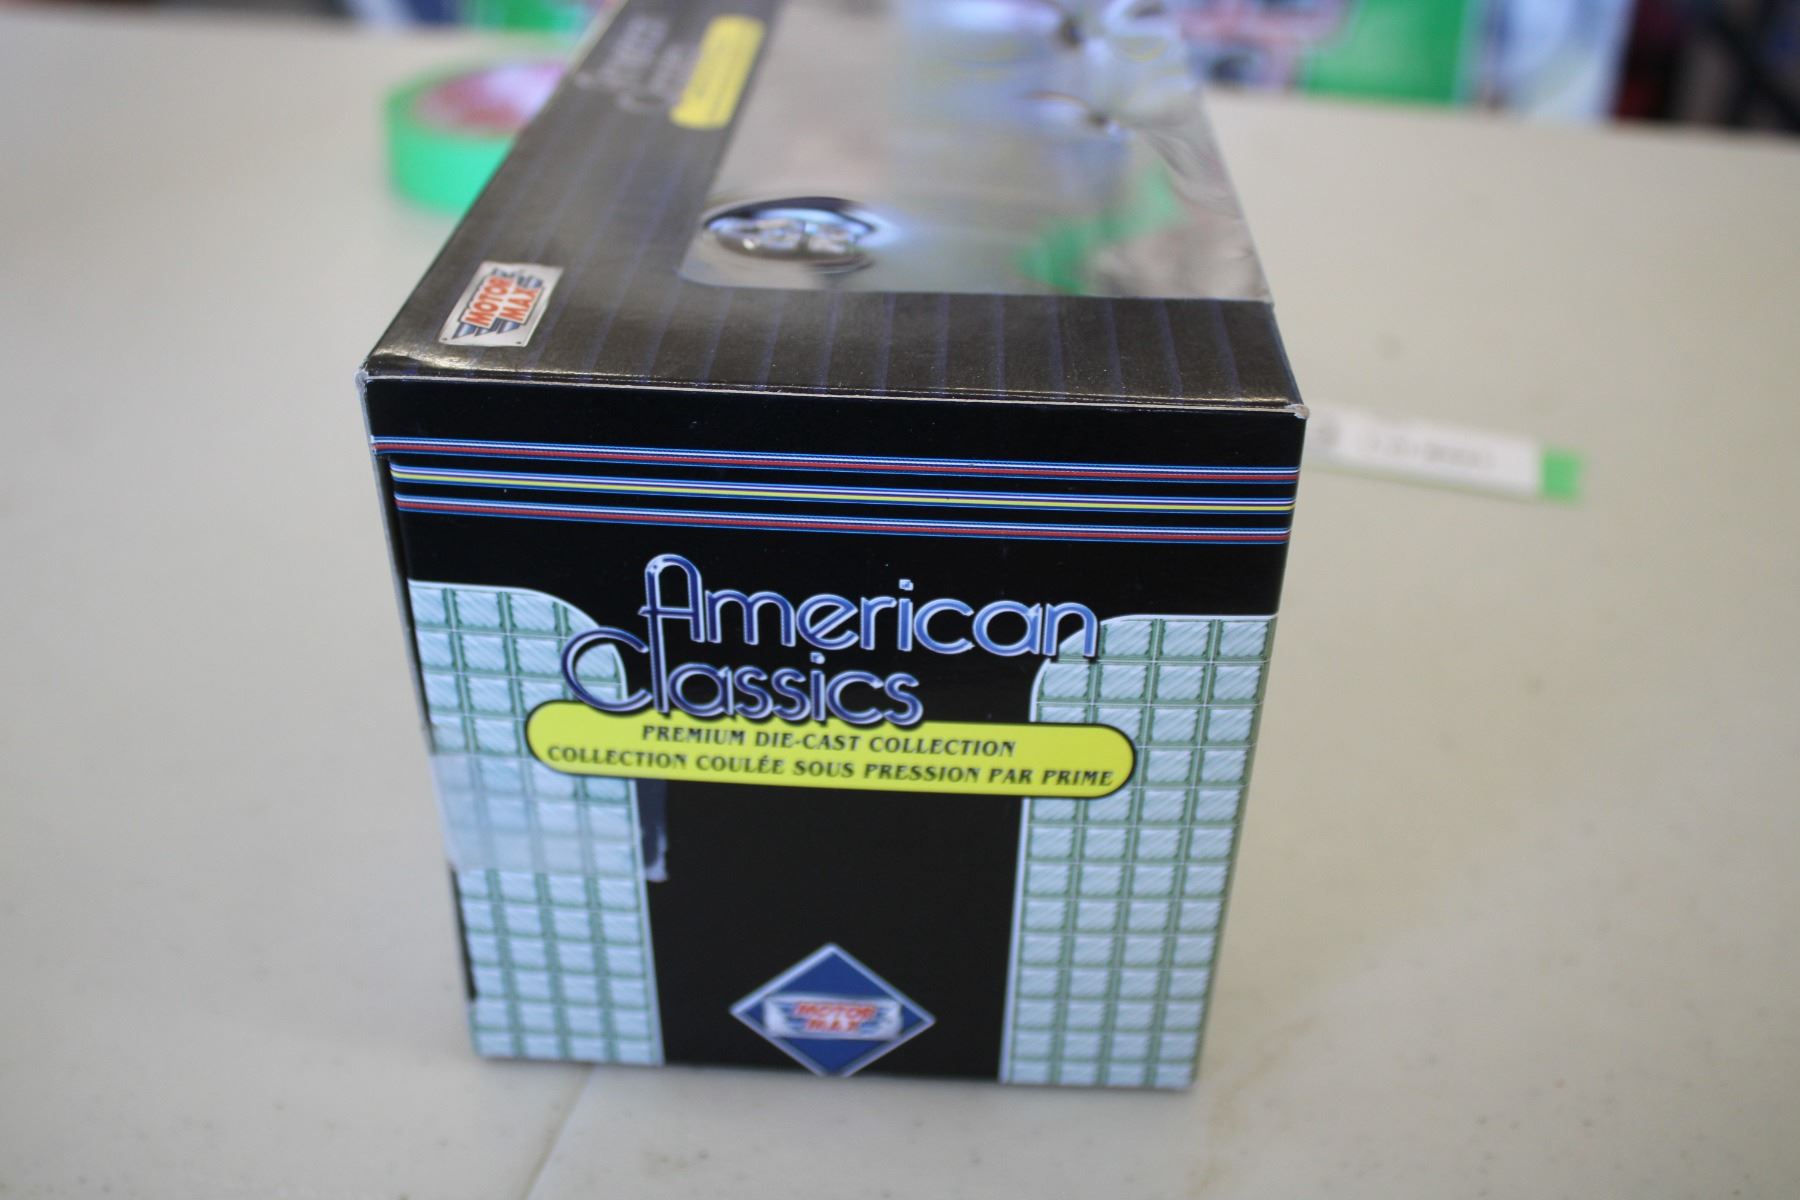 MOTOR
MAX
American
Classics
PREMIUM DIE-CAST COLLECTION
COLLECTION COULÉE SOUS PRESSION PAR PRIME
MOTOR
MAX